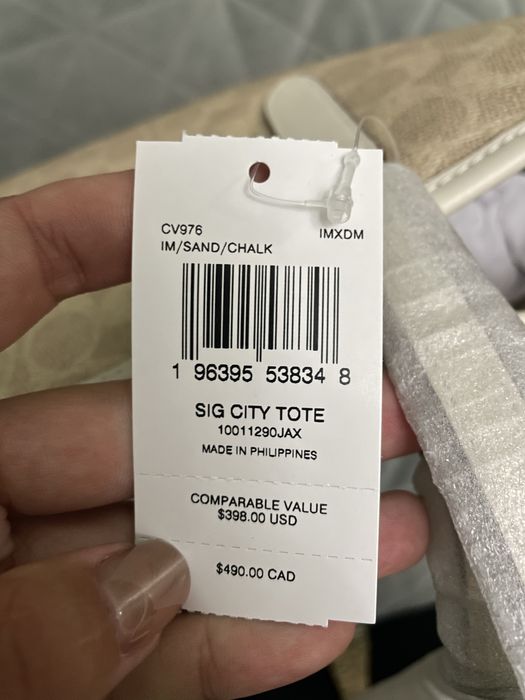 CV976 IMXDM
IM/SAND/CHALK
1 96395 53834 8
SIG CITY TOTE
10011290JAX
MADE IN PHILIPPINES
COMPARABLE VALUE
$398.00 USD
$490.00 CAD